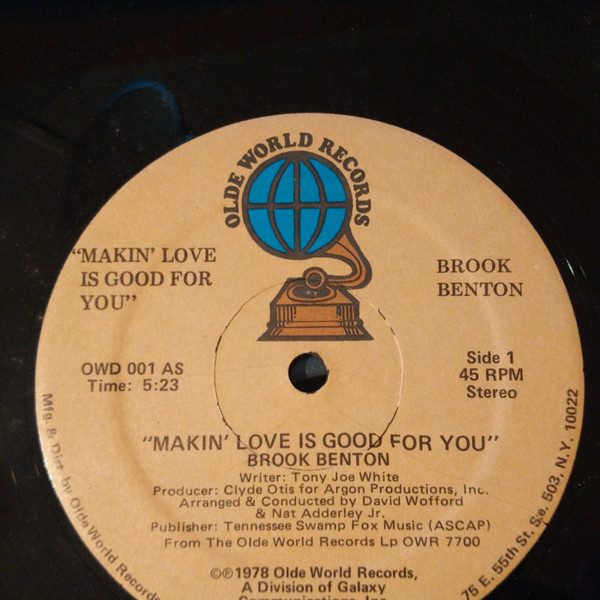 OLDE WORLD RECORDS
"MAKIN' LOVE
IS GOOD FOR
YOU"
BROOK
BENTON
OWD 001 AS
Time: 5:23
Side 1
45 RPM
Stereo
"MAKIN' LOVE IS GOOD FOR YOU"
BROOK BENTON
Writer: Tony Joe White
Producer: Clyde Otis for Argon Productions, Inc.
Arranged & Conducted by David Wofford
& Nat Adderley Jr.
Publisher: Tennessee Swamp Fox Music (ASCAP)
From The Olde World Records Lp OWR 7700
©℗1978 Olde World Records,
A Division of Galaxy
Communications, Inc.
Mfg. & Dist. by Olde World Records
75 E. 55th St. Se. 503, N.Y. 10022